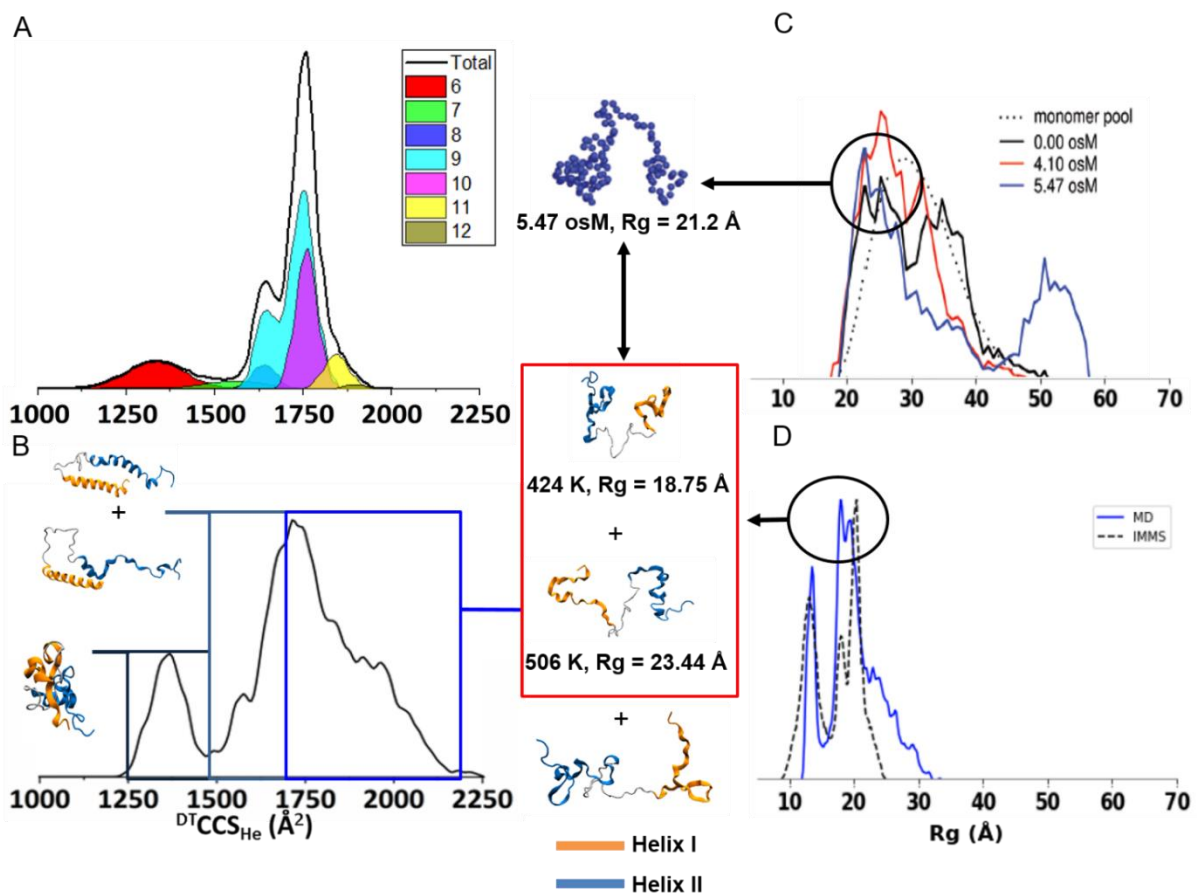 A
Total
6
7
8
9
10
11
12
1000 1250 1500 1750 2000 2250
B
+
1000 1250 1500 1750 2000 2250
DTCCSHe (Å2)
5.47 osM, Rg = 21.2 Å
424 K, Rg = 18.75 Å
+
506 K, Rg = 23.44 Å
+
Helix I
Helix II
C
monomer pool
0.00 osM
4.10 osM
5.47 osM
10 20 30 40 50 60 70
D
MD
IMMS
10 20 30 40 50 60 70
Rg (Å)